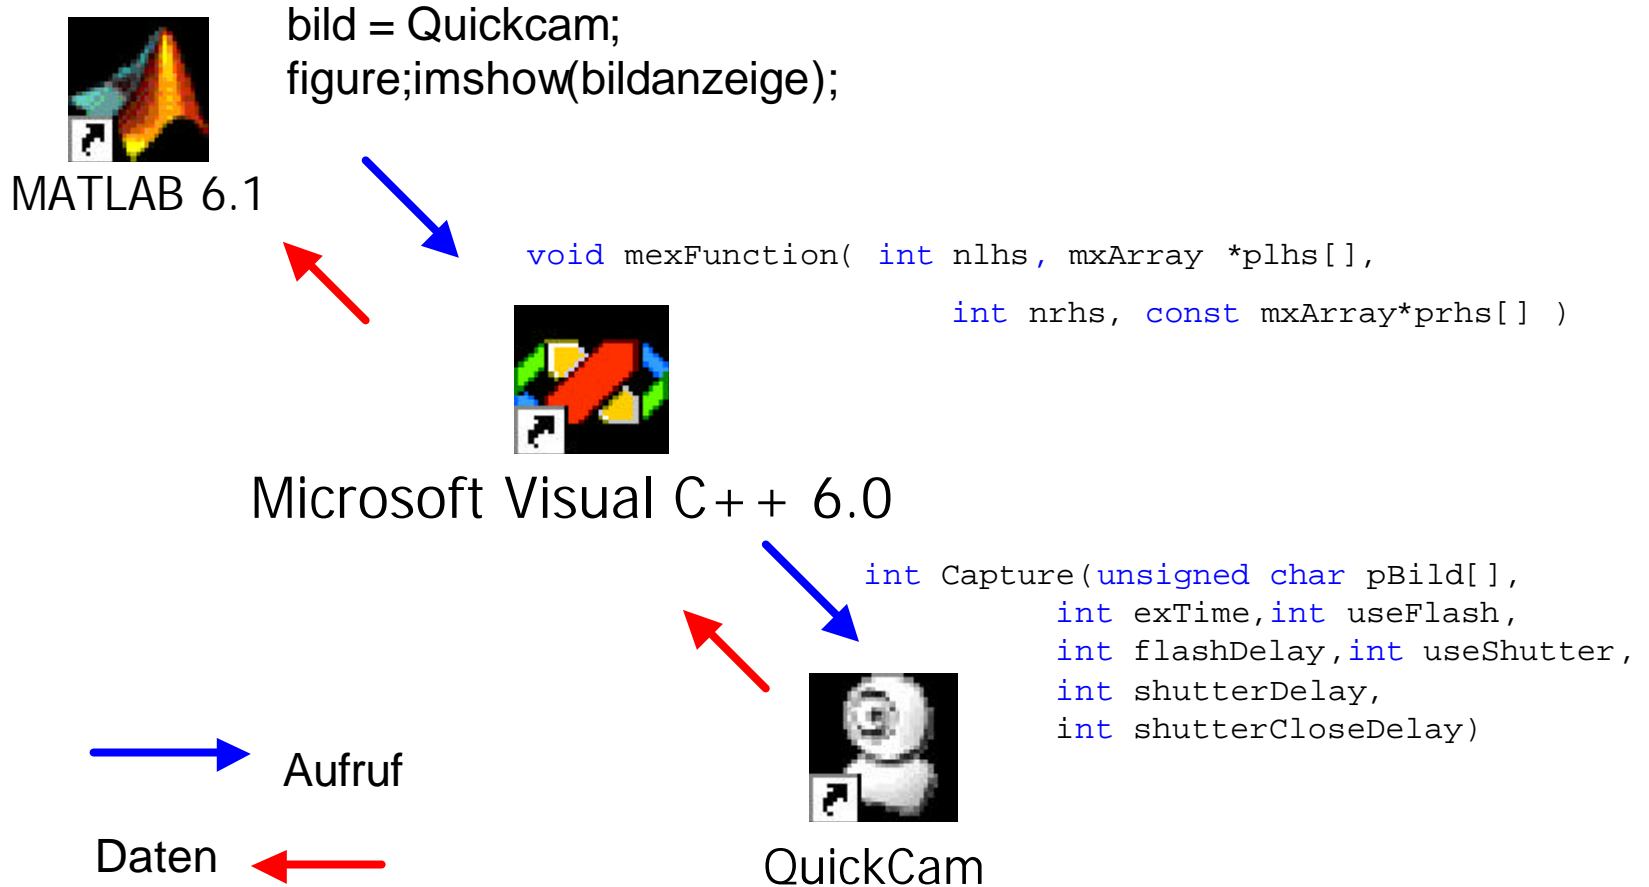 bild = Quickcam;
figure;imshow(bildanzeige);
MATLAB 6.1
void mexFunction( int nlhs, mxArray *plhs[],
int nrhs, const mxArray*prhs[] )
Microsoft Visual C++ 6.0
int Capture(unsigned char pBild[],
int exTime,int useFlash,
int flashDelay,int useShutter,
int shutterDelay,
int shutterCloseDelay)
Aufruf
Daten
QuickCam